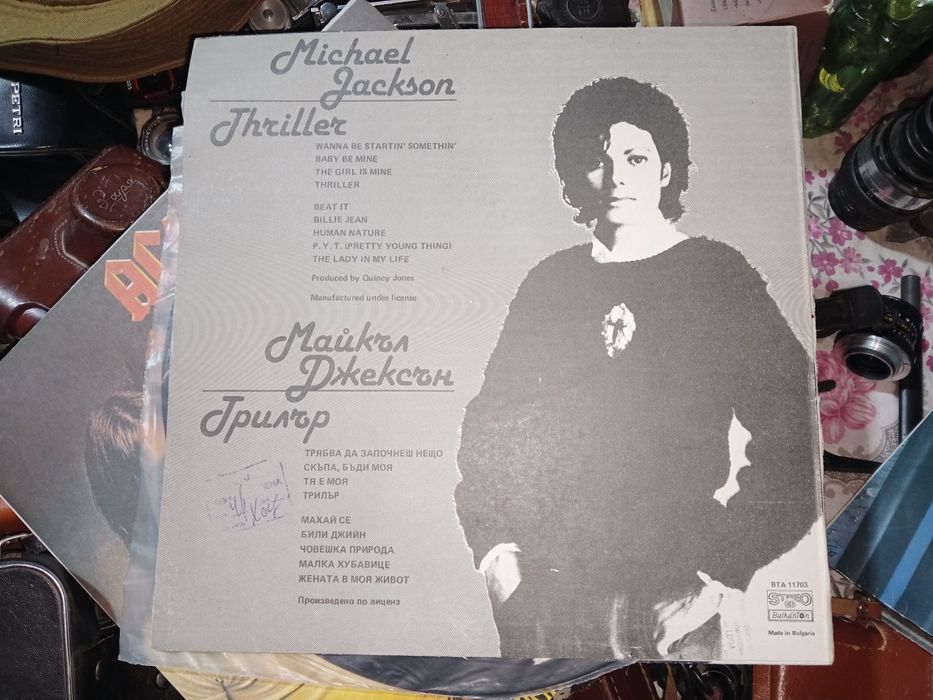 PETRI
Michael
Jackson
Thriller
WANNA BE STARTIN' SOMETHIN'
BABY BE MINE
THE GIRL IS MINE
THRILLER
BEAT IT
BILLIE JEAN
HUMAN NATURE
P. Y. T. (PRETTY YOUNG THING)
THE LADY IN MY LIFE
Produced by Quincy Jones
Manufactured under license
Майкъл
Джексън
Трилър
ТРЯБВА ДА ЗАПОЧНЕШ НЕЩО
СКЪПА, БЪДИ МОЯ
ТЯ Е МОЯ
ТРИЛЪР
МАХАЙ СЕ
БИЛИ ДЖИЙН
ЧОВЕШКА ПРИРОДА
МАЛКА ХУБАВИЦЕ
ЖЕНАТА В МОЯ ЖИВОТ
Произведено по лиценз
ВТА 11703
STEREO
Balkanton
Made in Bulgaria